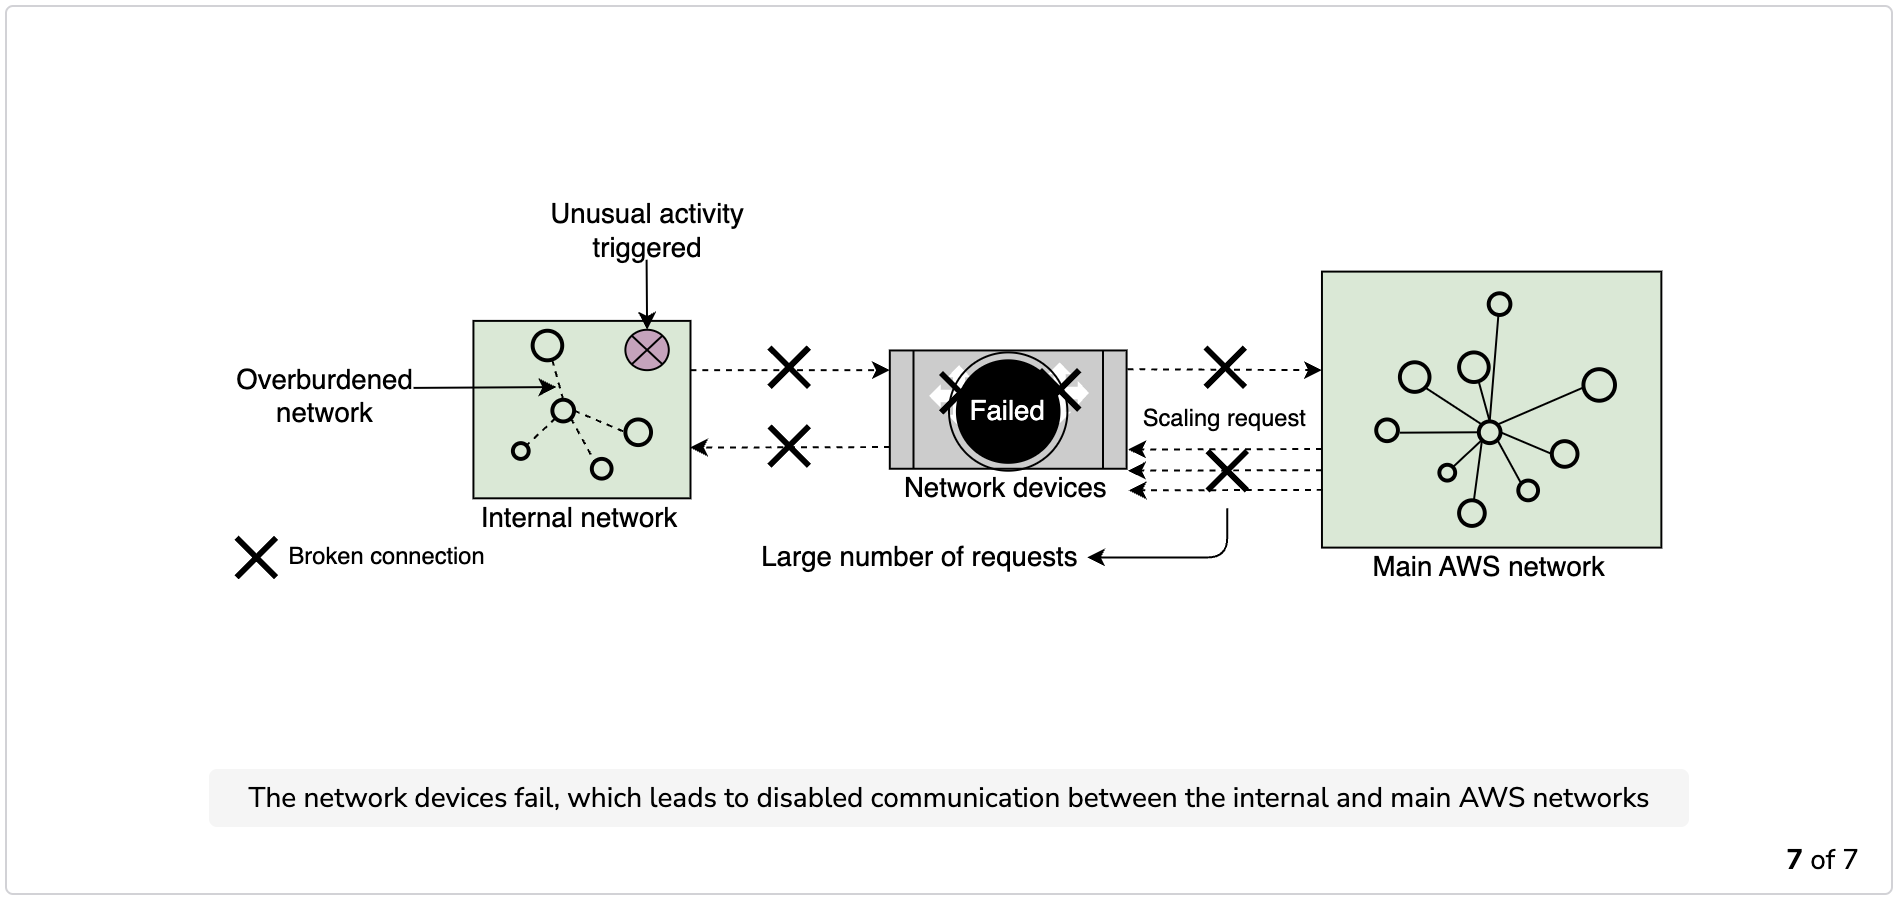 Unusual activity
triggered
Overburdened
network
Failed
Scaling request
Network devices
Internal network
Broken connection
Large number of requests
Main AWS network
The network devices fail, which leads to disabled communication between the internal and main AWS networks
7 of 7